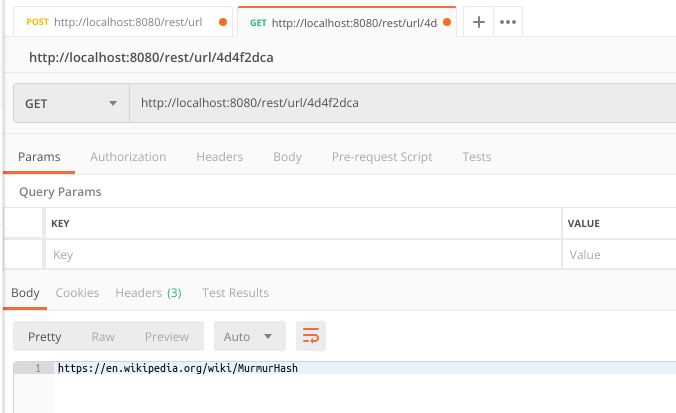 POST http://localhost:8080/rest/url GET http://localhost:8080/rest/url/4d + •••
http://localhost:8080/rest/url/4d4f2dca
GET http://localhost:8080/rest/url/4d4f2dca
Params Authorization Headers Body Pre-request Script Tests
Query Params
KEY VALUE
Key Value
Body Cookies Headers (3) Test Results
Pretty Raw Preview Auto
1 https://en.wikipedia.org/wiki/MurmurHash